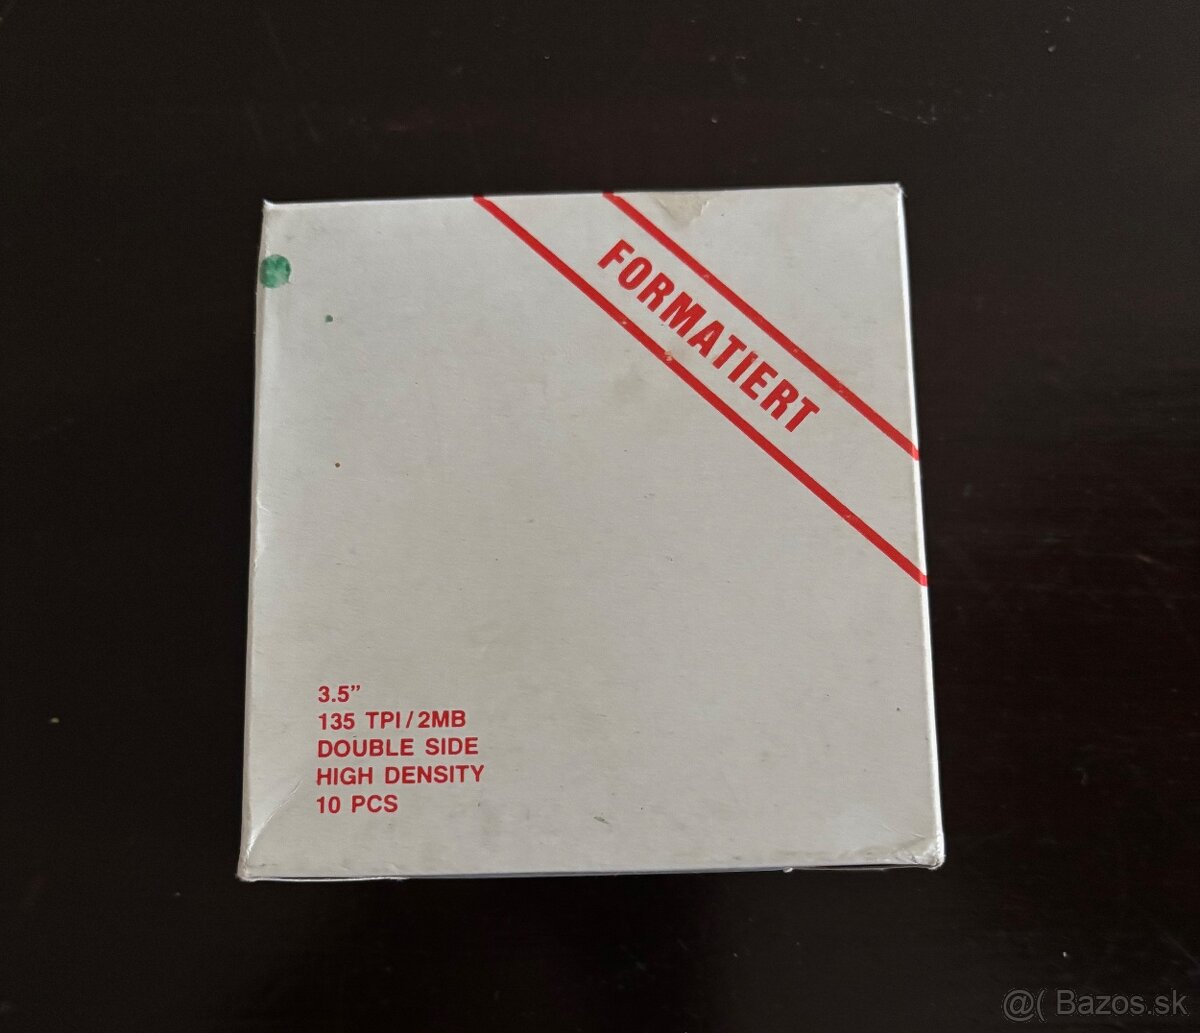 FORMATIERT
3.5”
135 TPI/2MB
DOUBLE SIDE
HIGH DENSITY
10 PCS
@( Bazos.sk